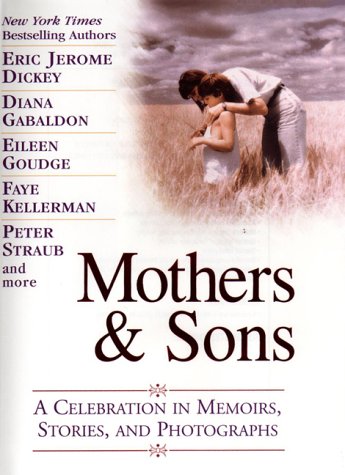 New York Times
Bestselling Authors
ERIC JEROME
DICKEY
DIANA
GABALDON
EILEEN
GOUDGE
FAYE
KELLERMAN
PETER
STRAUB
and
more
Mothers
& Sons
A CELEBRATION IN MEMOIRS,
STORIES, AND PHOTOGRAPHS